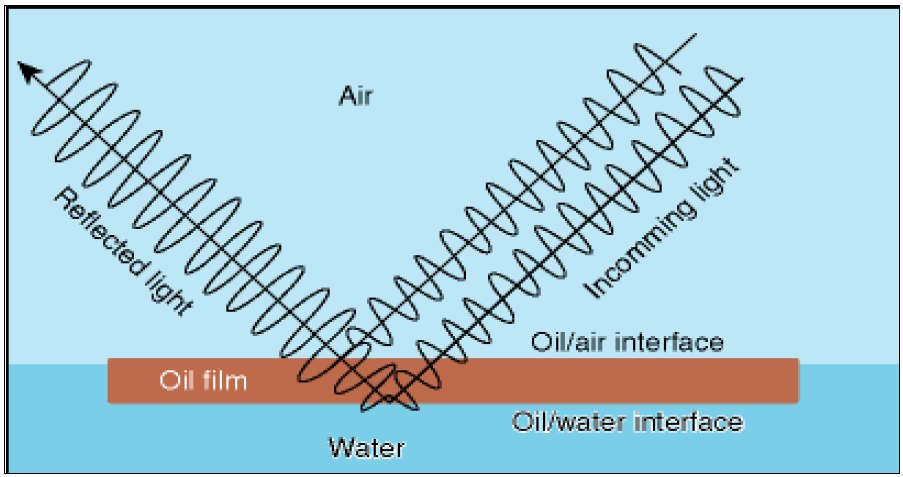 Air
Reflected light
Incomming light
Oil/air interface
Oil film
Oil/water interface
Water